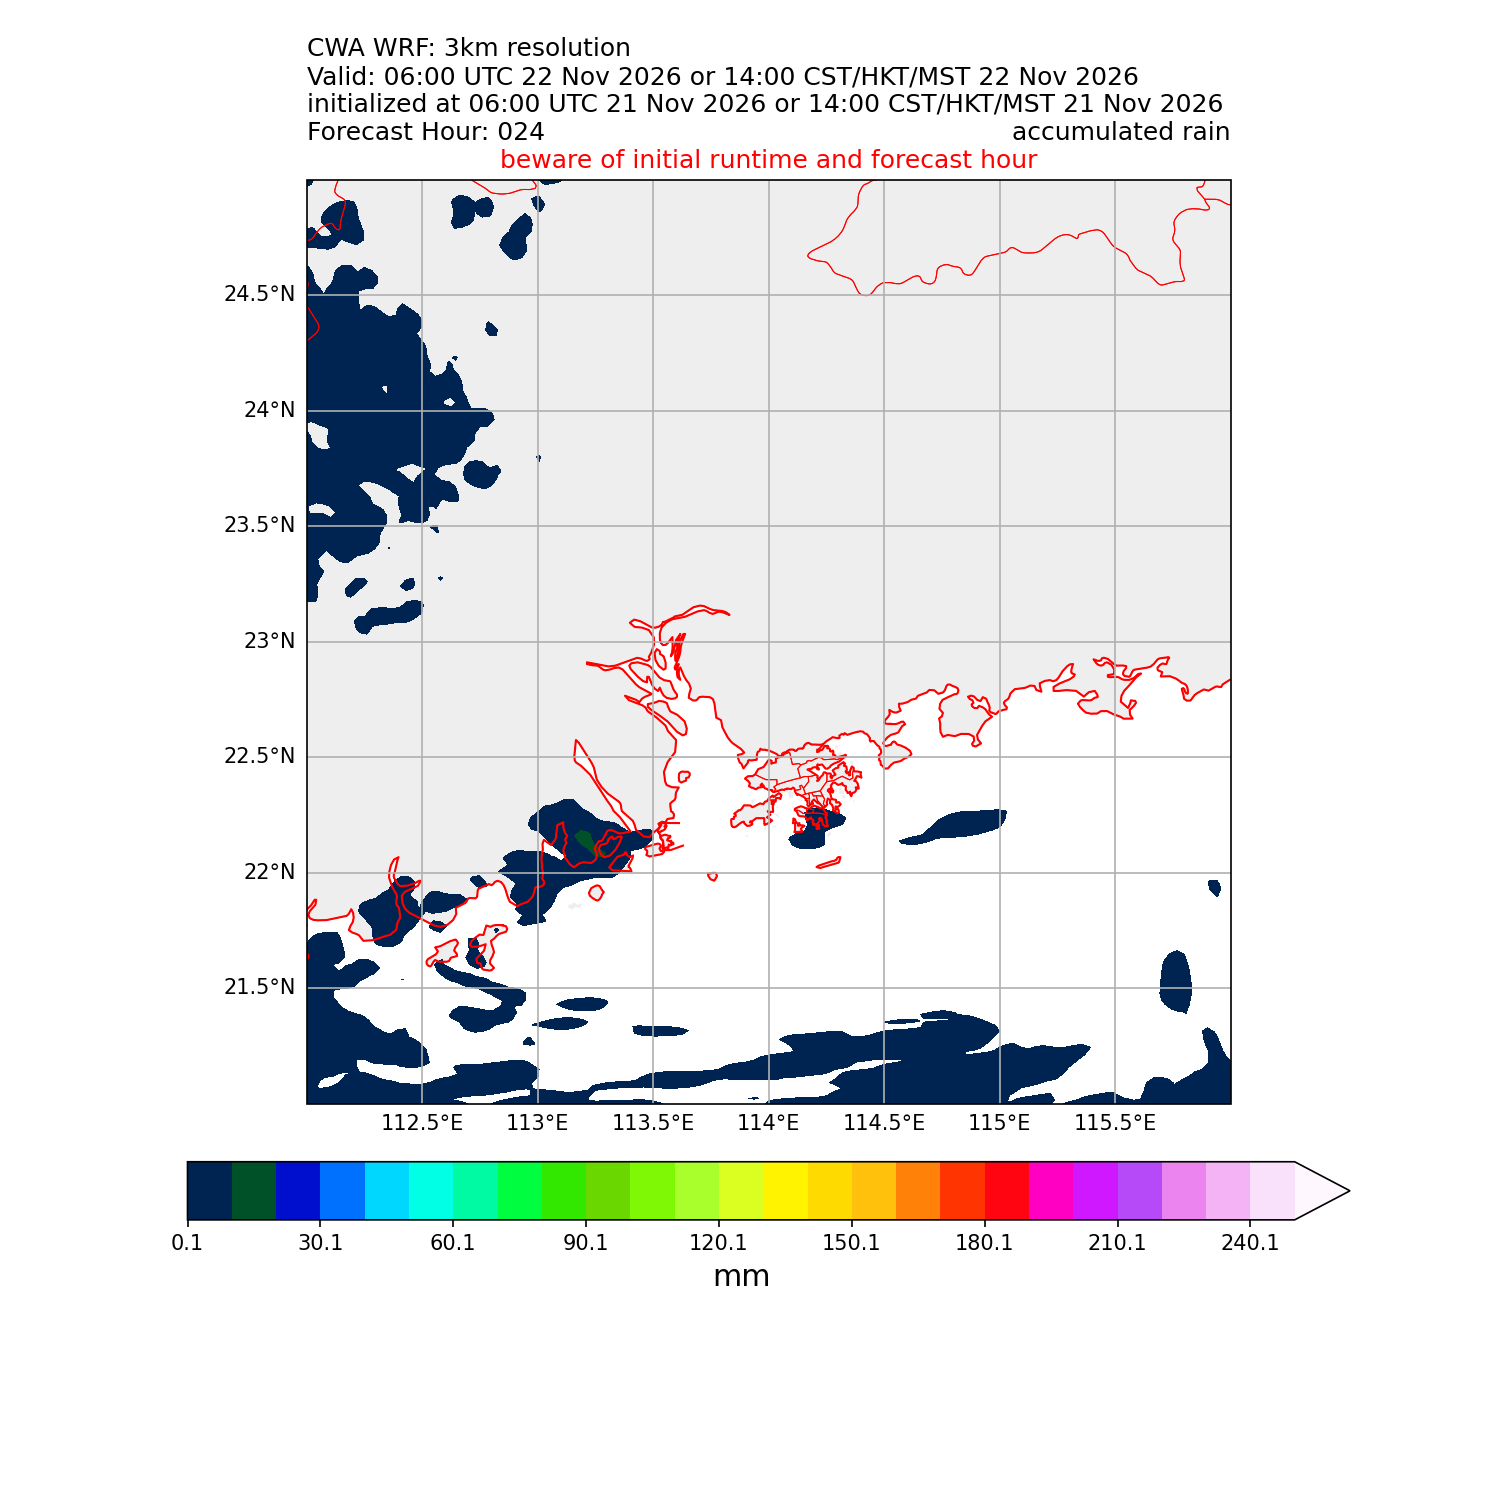 CWA WRF: 3km resolution
Valid: 06:00 UTC 22 Nov 2026 or 14:00 CST/HKT/MST 22 Nov 2026
initialized at 06:00 UTC 21 Nov 2026 or 14:00 CST/HKT/MST 21 Nov 2026
Forecast Hour: 024 accumulated rain
beware of initial runtime and forecast hour
24.5°N
24°N
23.5°N
23°N
22.5°N
22°N
21.5°N
112.5°E 113°E 113.5°E 114°E 114.5°E 115°E 115.5°E
0.1 30.1 60.1 90.1 120.1 150.1 180.1 210.1 240.1
mm